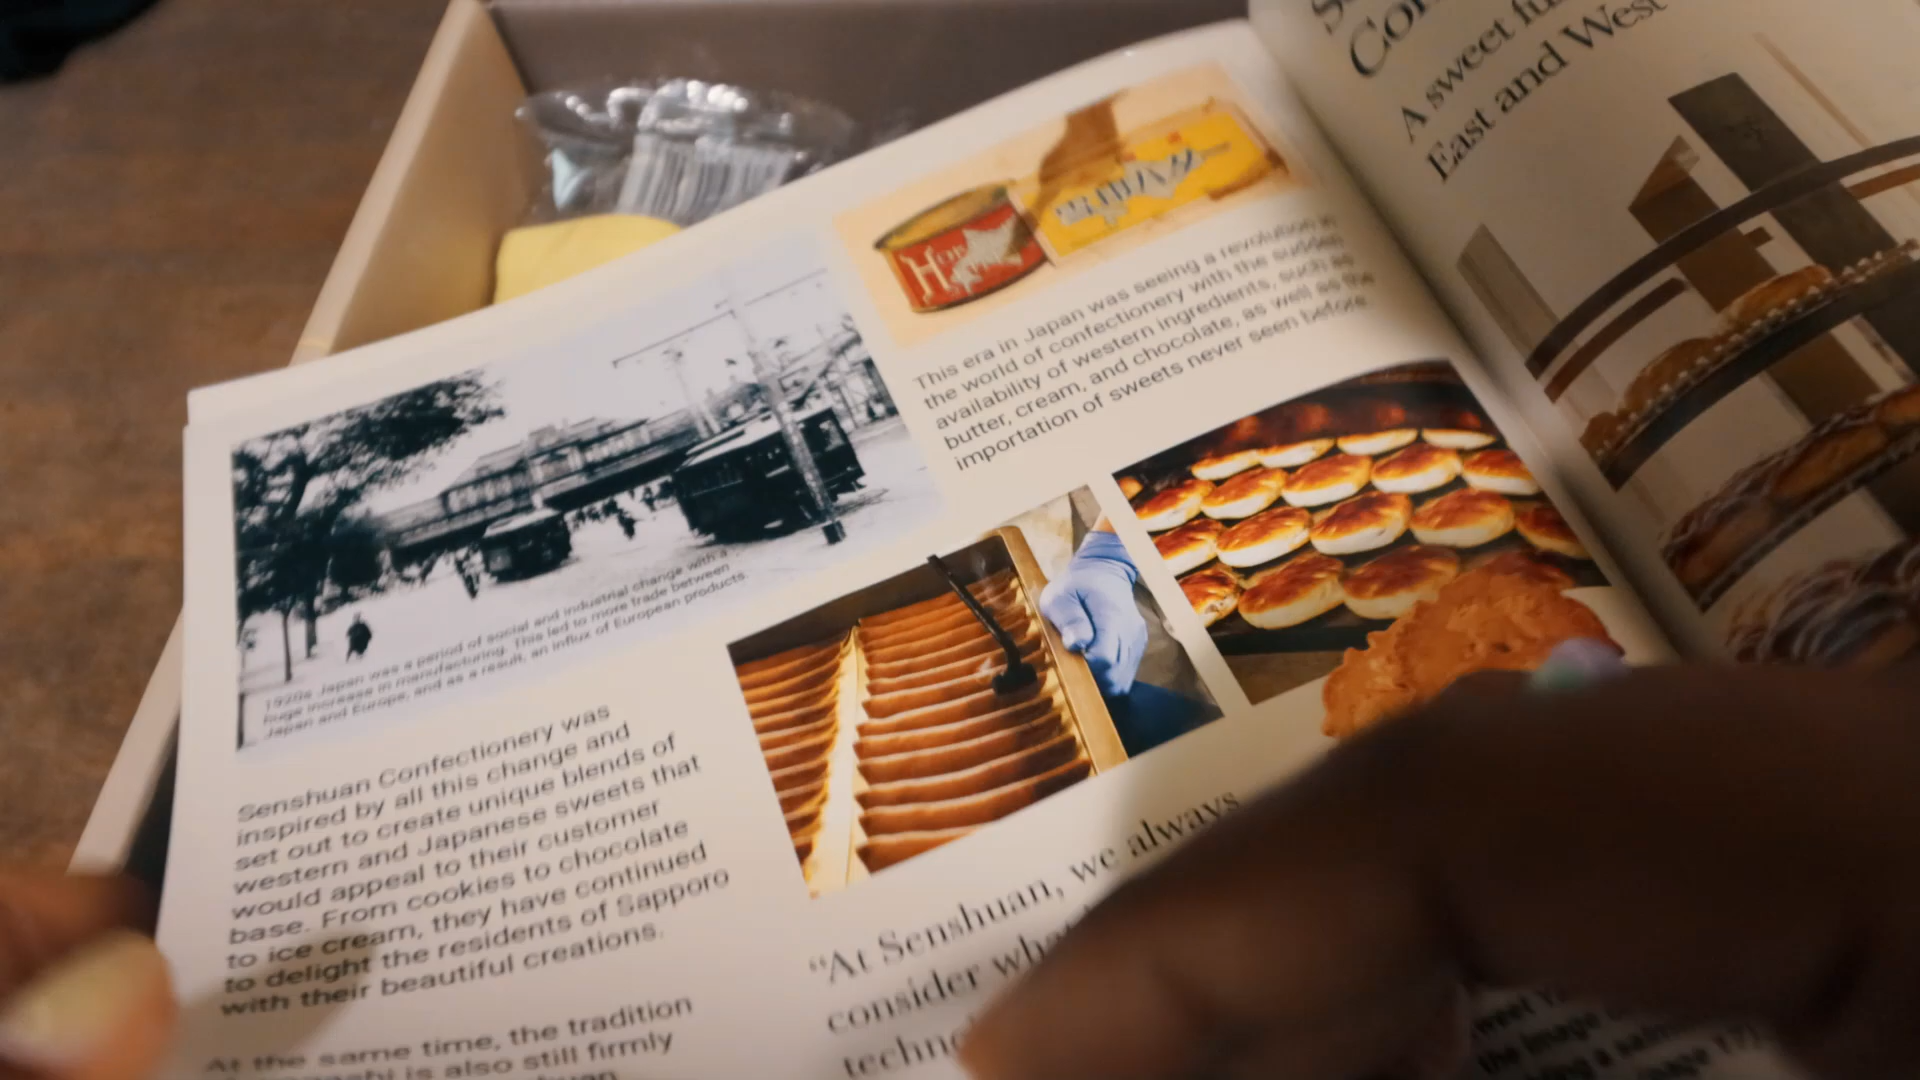 1920s Japan was a period of social and industrial change with a
huge increase in manufacturing. This led to more trade between
Japan and Europe, and as a result, an influx of European products.
Senshuan Confectionery was
inspired by all this change and
set out to create unique blends of
western and Japanese sweets that
would appeal to their customer
base. From cookies to chocolate
to ice cream, they have continued
to delight the residents of Sapporo
with their beautiful creations.
At the same time, the tradition
is also still firmly
雪印バタ
This era in Japan was seeing a revolution in
the world of confectionery with the sudden
availability of western ingredients, such as
butter, cream, and chocolate, as well as the
importation of sweets never seen before.
"At Senshuan, we always
consider
A sweet
East and West